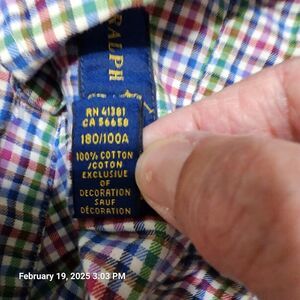 RALPH
RN 41381
CA 56658
180/100A
100% COTTON
/COTON
EXCLUSIVE
OF
DECORATION
SAUF
DÉCORATION
February 19, 2025 3:03 PM